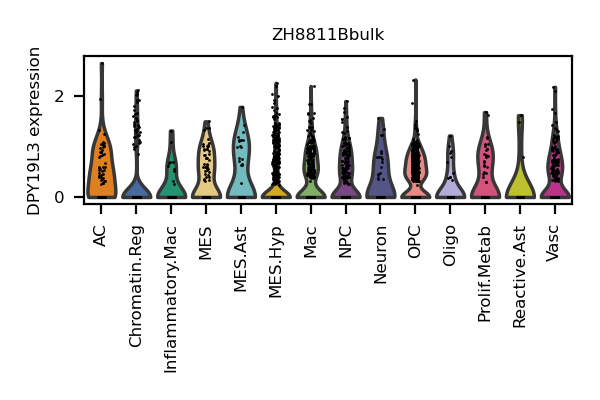 ZH8811Bbulk
DPY19L3 expression
2
0
AC
Chromatin.Reg
Inflammatory.Mac
MES
MES.Ast
MES.Hyp
Mac
NPC
Neuron
OPC
Oligo
Prolif.Metab
Reactive.Ast
Vasc